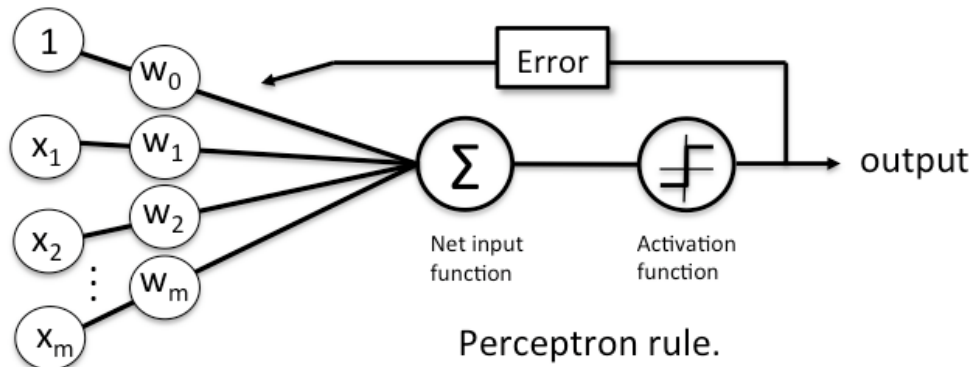 1
w₀
Error
x₁
w₁
Σ
output
x₂
w₂
Net input
function
Activation
function
⋮
wₘ
xₘ
Perceptron rule.